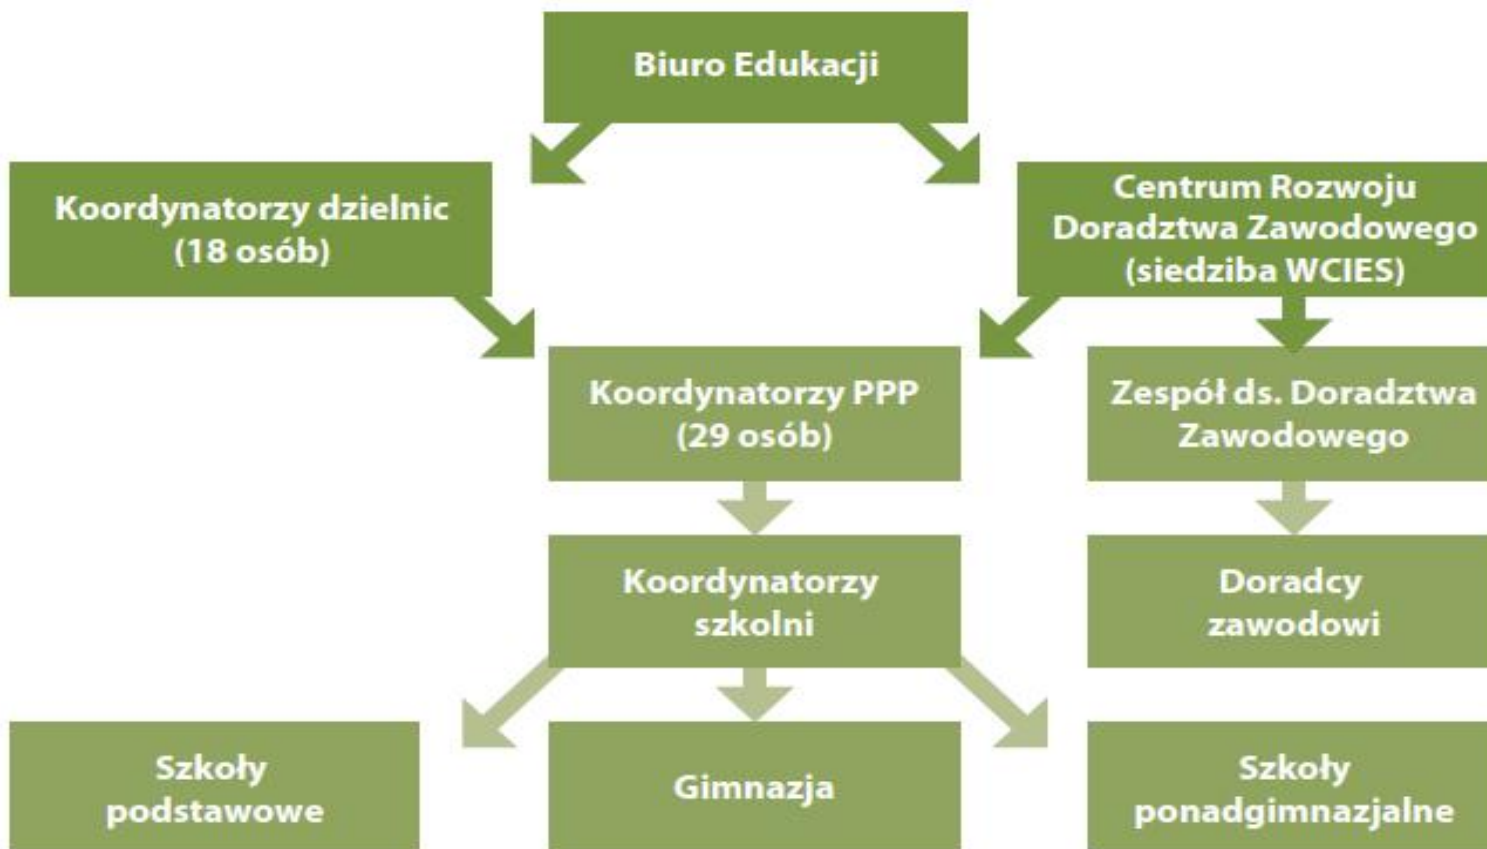 Biuro Edukacji
Koordynatorzy dzielnic
(18 osób)
Centrum Rozwoju
Doradztwa Zawodowego
(siedziba WCIES)
Koordynatorzy PPP
(29 osób)
Zespół ds. Doradztwa
Zawodowego
Koordynatorzy
szkolni
Doradcy
zawodowi
Szkoły
podstawowe
Gimnazja
Szkoły
ponadgimnazjalne